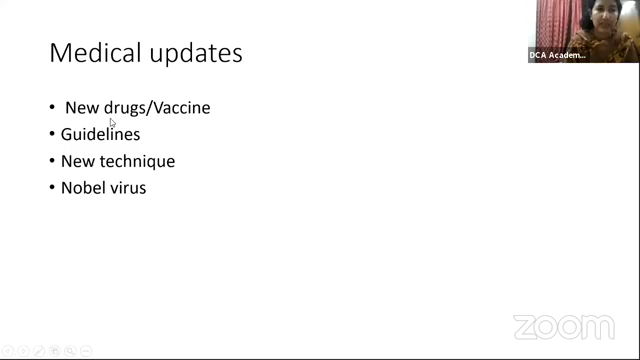 Medical updates
DCA Academ...
• New drugs/Vaccine
• Guidelines
• New technique
• Nobel virus
zoom